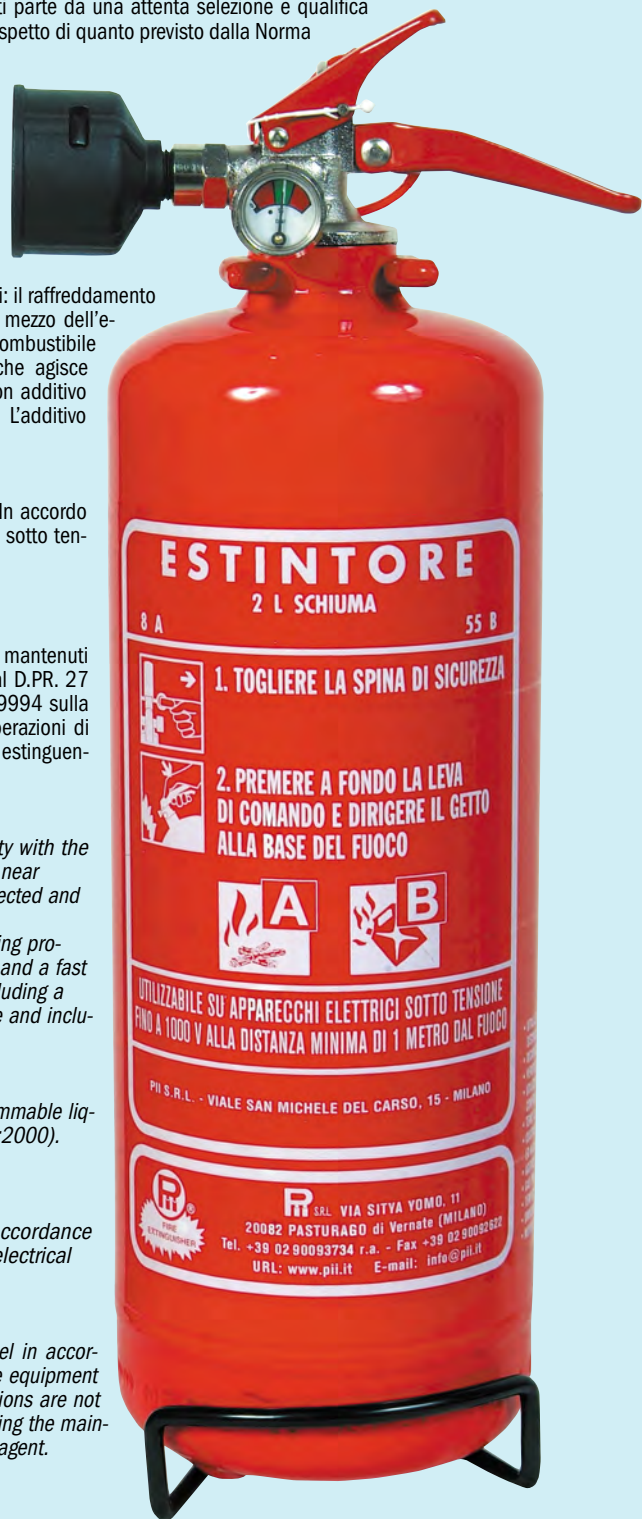 ti parte da una attenta selezione e qualifica
spetto di quanto previsto dalla Norma
i: il raffreddamento
mezzo dell'e-
ombustibile
che agisce
on additivo
L'additivo
In accordo
sotto ten-
mantenuti
al D.PR. 27
9994 sulla
perazioni di
estinguen-
ty with the
near
ected and
ing pro-
and a fast
luding a
e and inclu-
mmable liq-
:2000).
accordance
electrical
el in accor-
e equipment
ions are not
ing the main-
agent.
ESTINTORE
2 L SCHIUMA
8 A 55 B
1. TOGLIERE LA SPINA DI SICUREZZA
2. PREMERE A FONDO LA LEVA
DI COMANDO E DIRIGERE IL GETTO
ALLA BASE DEL FUOCO
A B
UTILIZZABILE SU APPARECCHI ELETTRICI SOTTO TENSIONE
FINO A 1000 V ALLA DISTANZA MINIMA DI 1 METRO DAL FUOCO
PII S.R.L. - VIALE SAN MICHELE DEL CARSO, 15 - MILANO
Pii ®
FIRE
EXTINGUISHER
Pii S.R.L. VIA SITYA YOMO, 11
20082 PASTURAGO di Vernate (MILANO)
Tel. +39 02 90093734 r.a. - Fax +39 02 90092622
URL: www.pii.it E-mail: info@pii.it